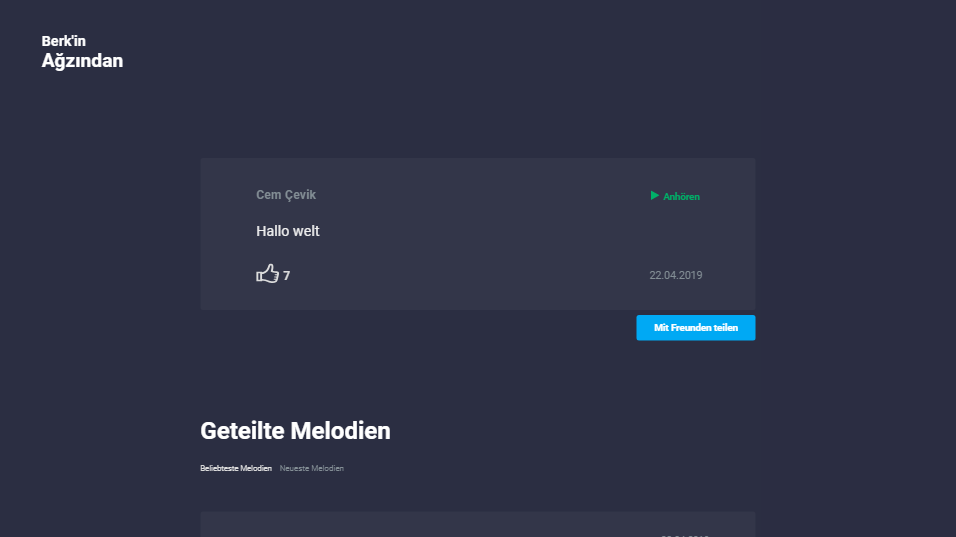 Berk'in
Ağzından
Cem Çevik
Anhören
Hallo welt
7
22.04.2019
Mit Freunden teilen
Geteilte Melodien
Beliebteste Melodien Neueste Melodien